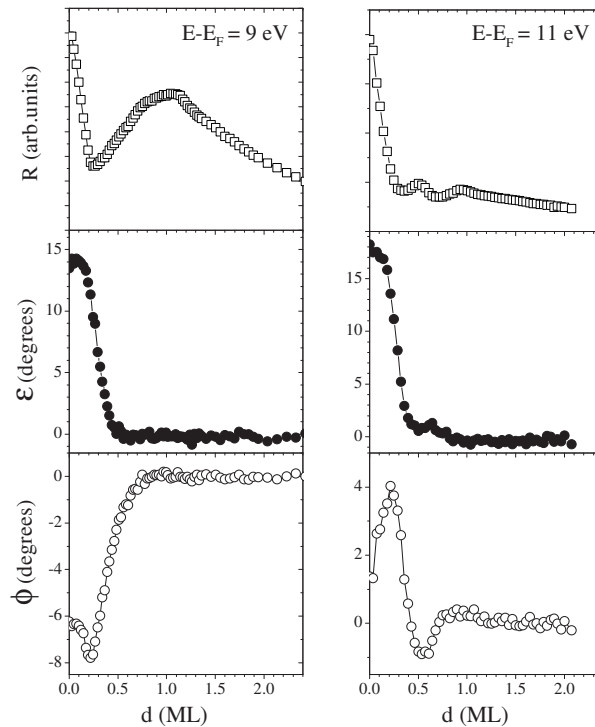 E-E_F = 9 eV
E-E_F = 11 eV
R (arb.units)
15
10
5
0
ε (degrees)
15
10
5
0
ε (degrees)
0
-2
-4
-6
-8
ϕ (degrees)
4
2
0
ϕ (degrees)
0.0 0.5 1.0 1.5 2.0
d (ML)
0.0 0.5 1.0 1.5 2.0
d (ML)